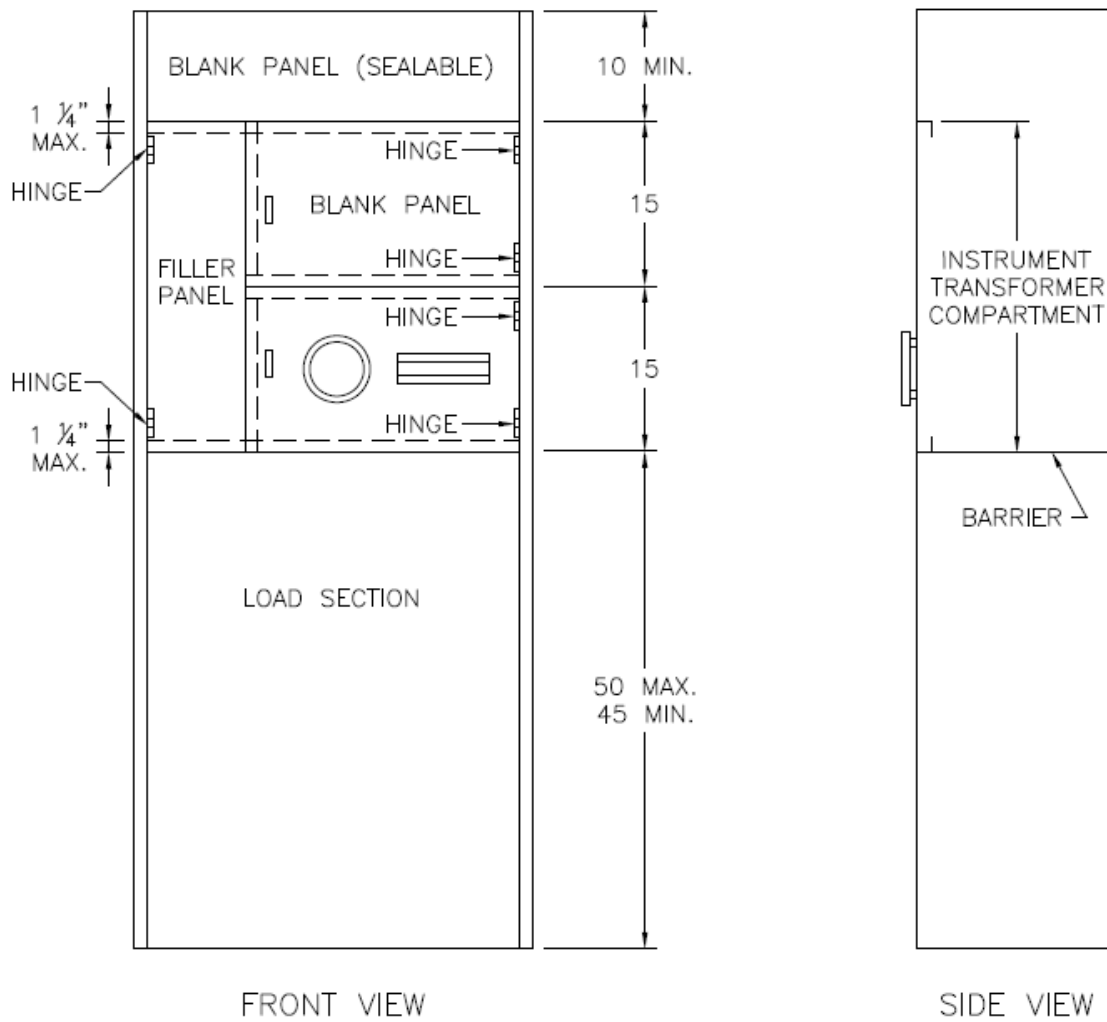 BLANK PANEL (SEALABLE)
10 MIN.
1 ¼"
MAX.
HINGE
HINGE
BLANK PANEL
15
HINGE
FILLER
PANEL
INSTRUMENT
TRANSFORMER
COMPARTMENT
HINGE
15
HINGE
HINGE
1 ¼"
MAX.
BARRIER
LOAD SECTION
50 MAX.
45 MIN.
FRONT VIEW
SIDE VIEW